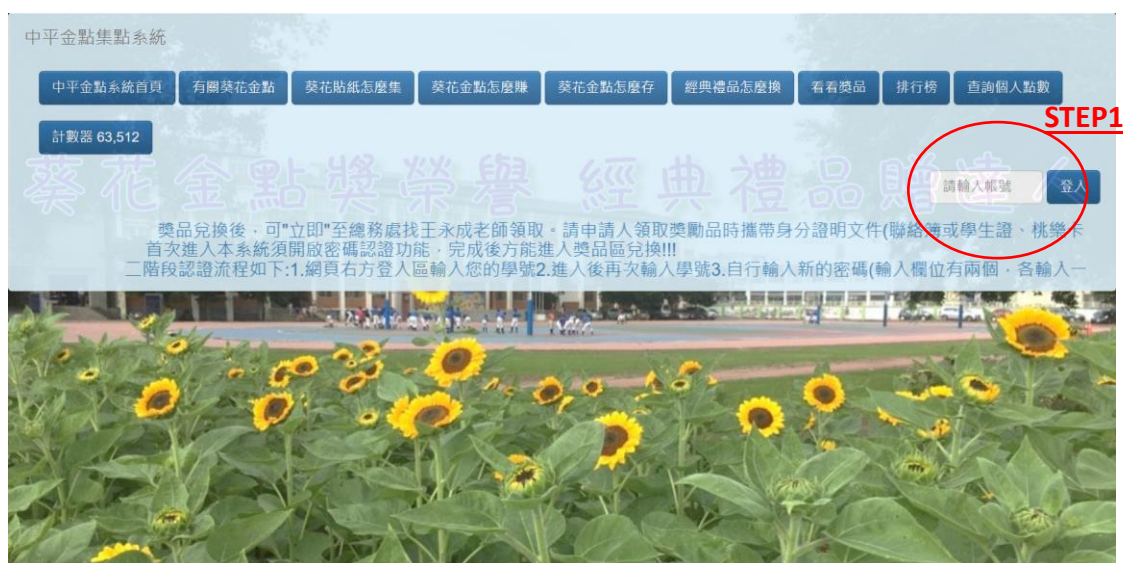 中平金點集點系統
中平金點系統首頁 有關葵花金點 葵花貼紙怎麼集 葵花金點怎麼賺 葵花金點怎麼存 經典禮品怎麼換 看看獎品 排行榜 查詢個人點數
STEP1
計數器 63,512
葵花金點獎榮譽 經典禮品贈達人
請輸入帳號 登入
獎品兌換後，可"立即"至總務處找王永成老師領取。請申請人領取獎勵品時攜帶身分證明文件(聯絡簿或學生證、桃樂卡
首次進入本系統須開啟密碼認證功能，完成後方能進入獎品區兌換!!!
二階段認證流程如下:1.網頁右方登入區輸入您的學號2.進入後再次輸入學號3.自行輸入新的密碼(輸入欄位有兩個，各輸入一